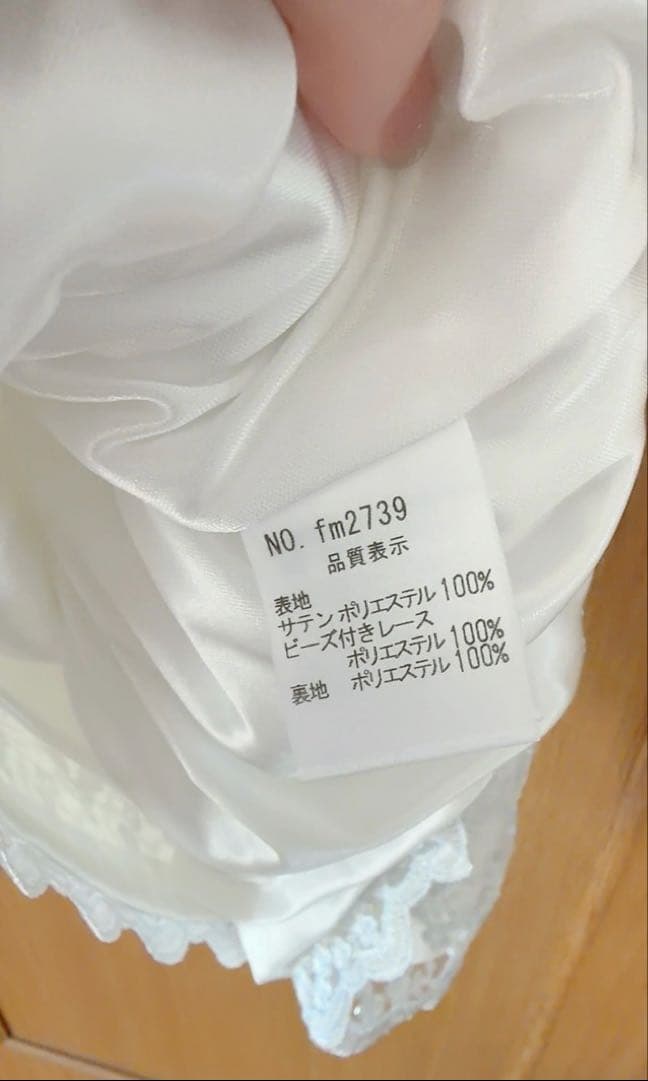 NO. fm2739
品質表示
表地
サテン ポリエステル 100%
ビーズ付きレース
ポリエステル 100%
裏地 ポリエステル 100%